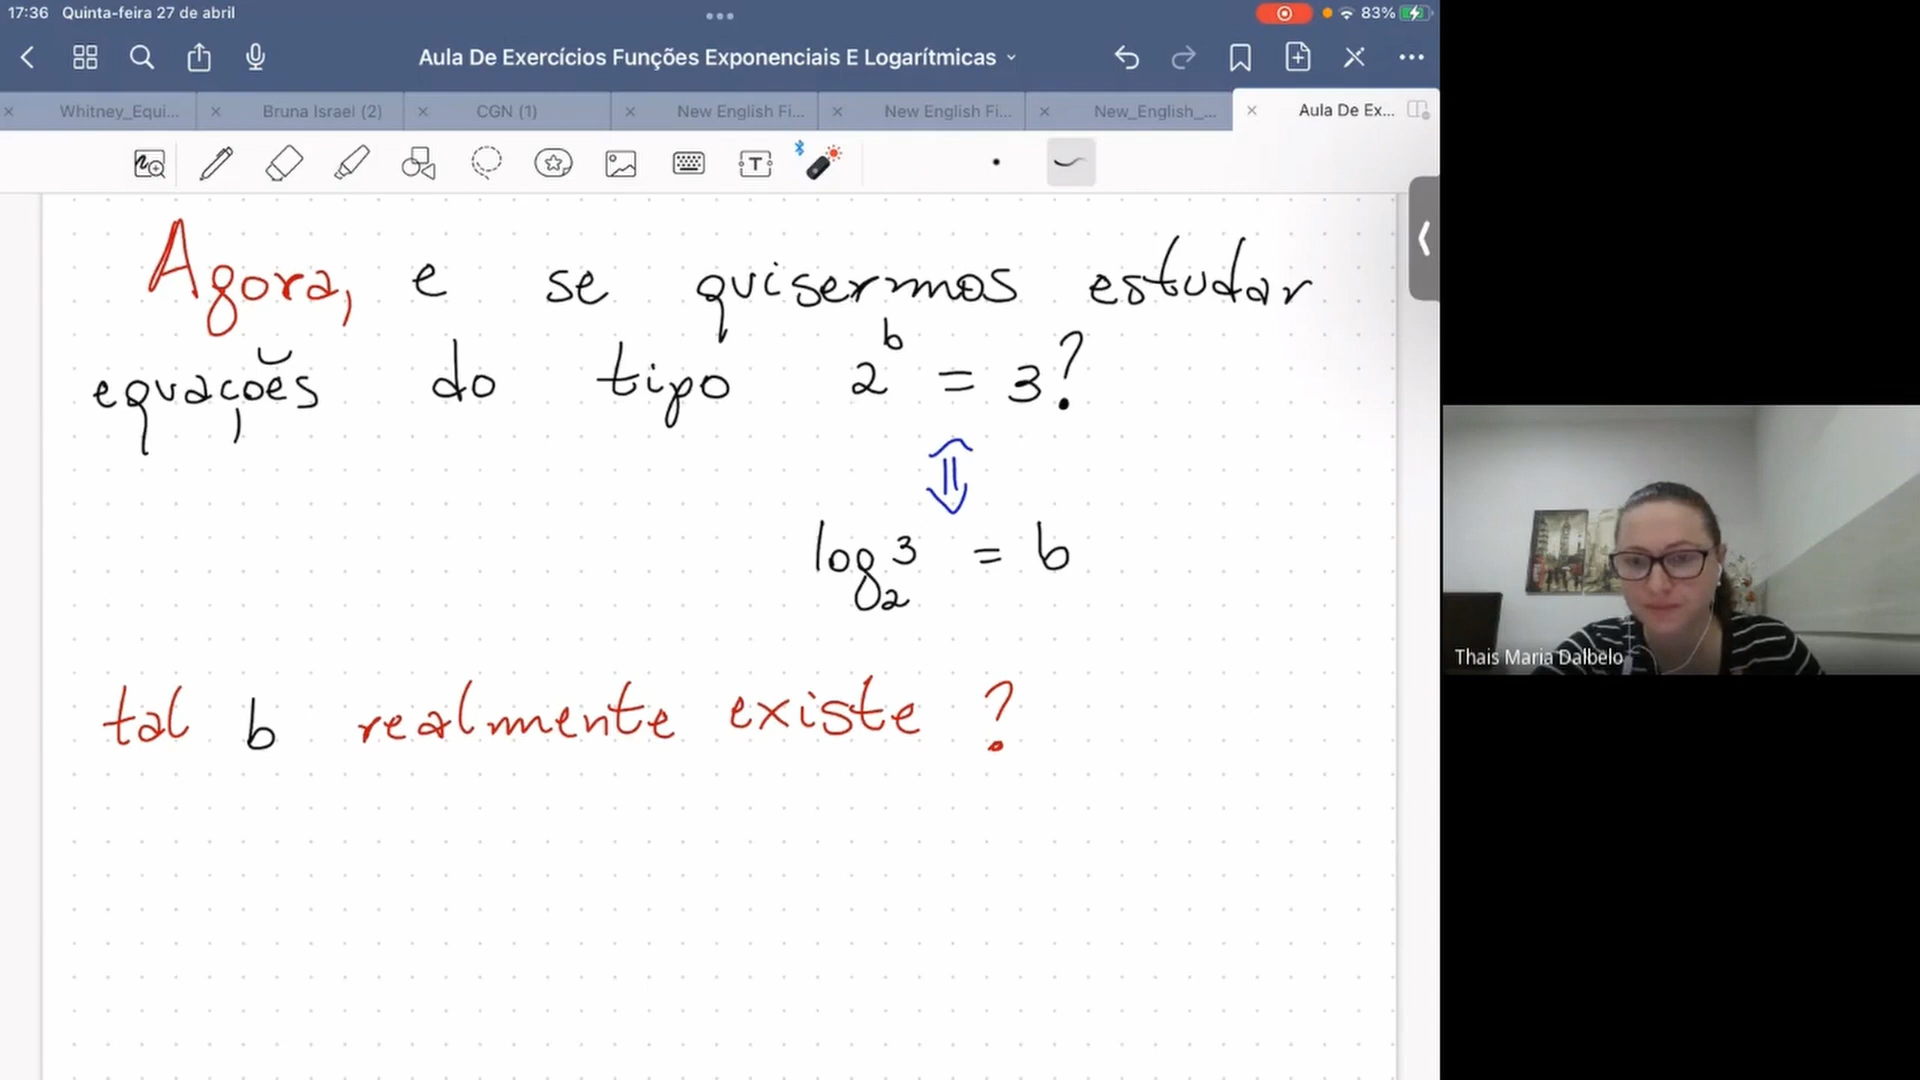 17:36 Quinta-feira 27 de abril
83%
Aula De Exercícios Funções Exponenciais E Logarítmicas
Whitney_Equi...
Bruna Israel (2)
CGN (1)
New English Fi...
New English Fi...
New_English_...
Aula De Ex...
T
Agora, e se quisermos estudar
equações do tipo 2^b = 3?
log_2 3 = b
tal b realmente existe ?
Thais Maria Dalbelo